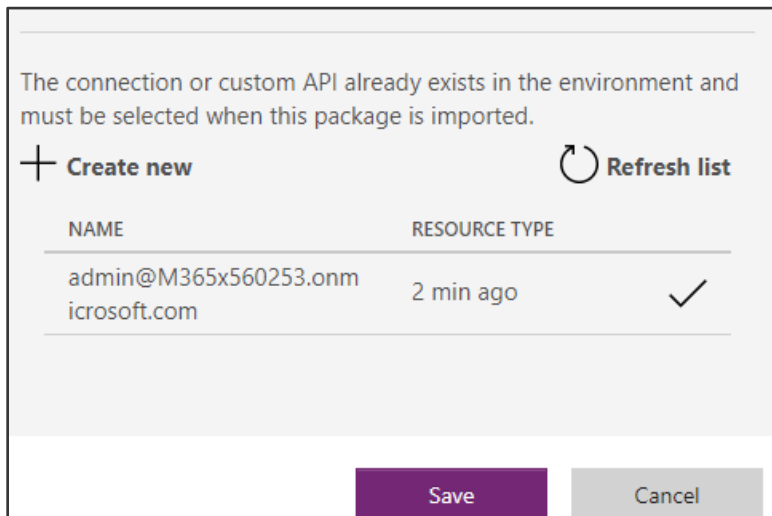 The connection or custom API already exists in the environment and
must be selected when this package is imported.
Create new
Refresh list
NAME
RESOURCE TYPE
admin@M365x560253.onm
icrosoft.com
2 min ago
Save
Cancel